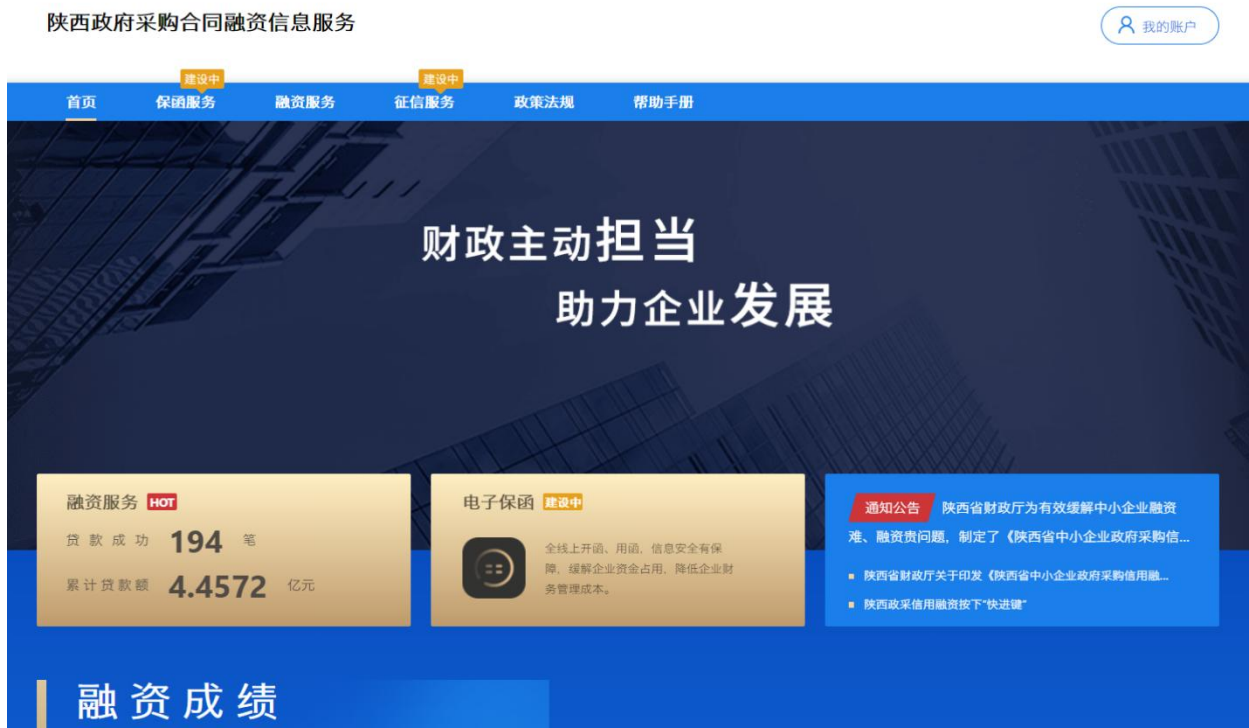 陕西政府采购合同融资信息服务
我的账户
建设中
建设中
首页 保函服务 融资服务 征信服务 政策法规 帮助手册
财政主动担当
助力企业发展
融资服务 HOT
贷款成功 194 笔
累计贷款额 4.4572 亿元
电子保函 建设中
全线上开函、用函、信息安全有保
障、缓解企业资金占用、降低企业财
务管理成本。
通知公告 陕西省财政厅为有效缓解中小企业融资
难、融资贵问题，制定了《陕西省中小企业政府采购信...
陕西省财政厅关于印发《陕西省中小企业政府采购信用融...
陕西政采信用融资按下“快进键”
融资成绩